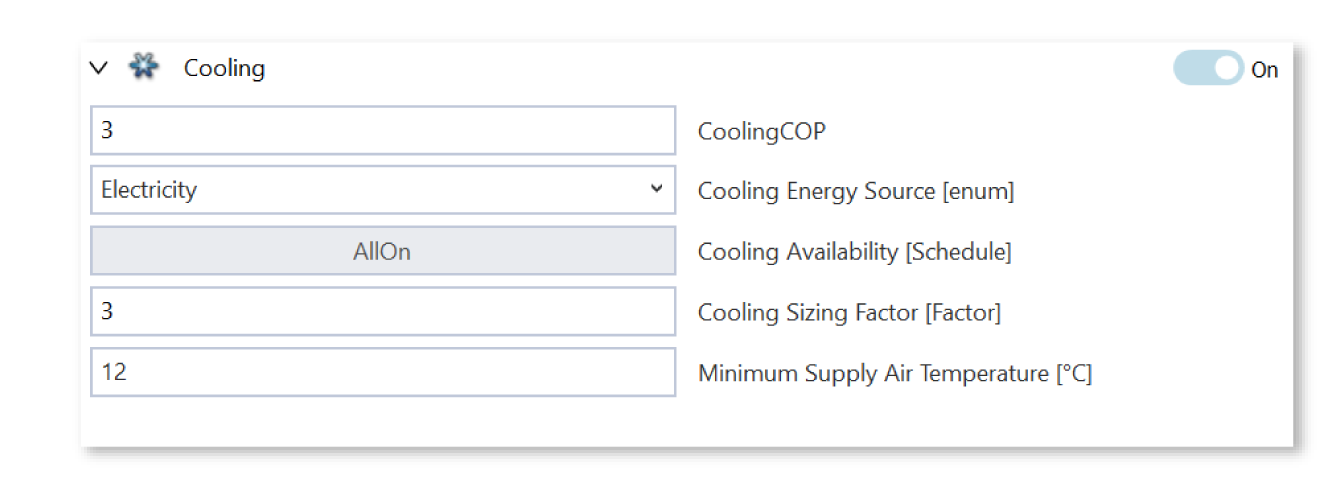 Cooling
On
3
CoolingCOP
Electricity
Cooling Energy Source [enum]
AllOn
Cooling Availability [Schedule]
3
Cooling Sizing Factor [Factor]
12
Minimum Supply Air Temperature [°C]